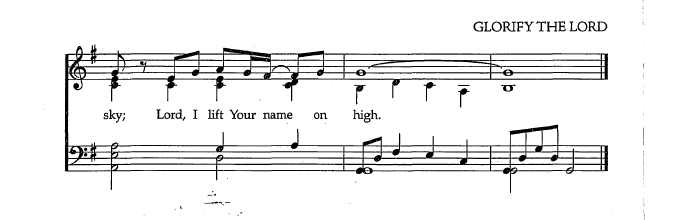 GLORIFY THE LORD
sky; Lord, I lift Your name on high.